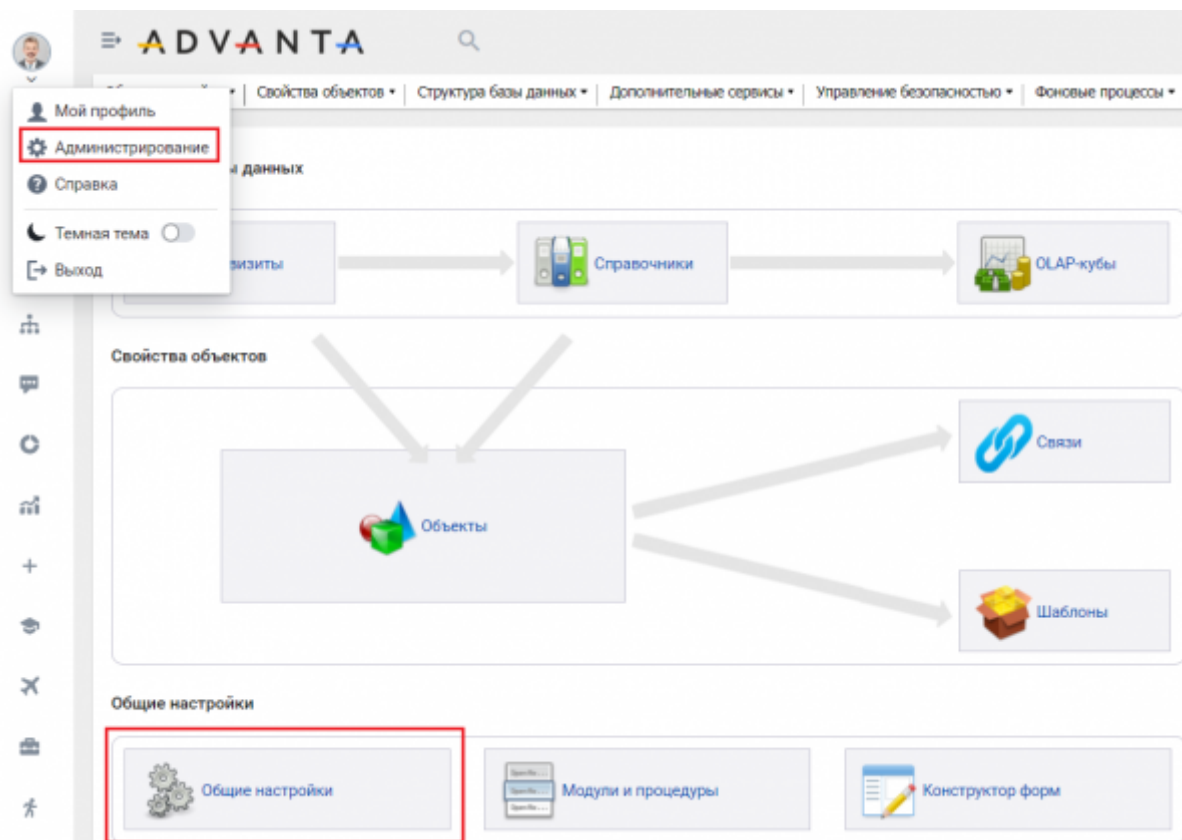 ADVANTA
Свойства объектов
Структура базы данных
Дополнительные сервисы
Управление безопасностью
Фоновые процессы
Мой профиль
Администрирование
Справка
Темная тема
Выход
данных
Справочники
OLAP-кубы
Свойства объектов
Объекты
Связи
Шаблоны
Общие настройки
Общие настройки
Модули и процедуры
Конструктор форм